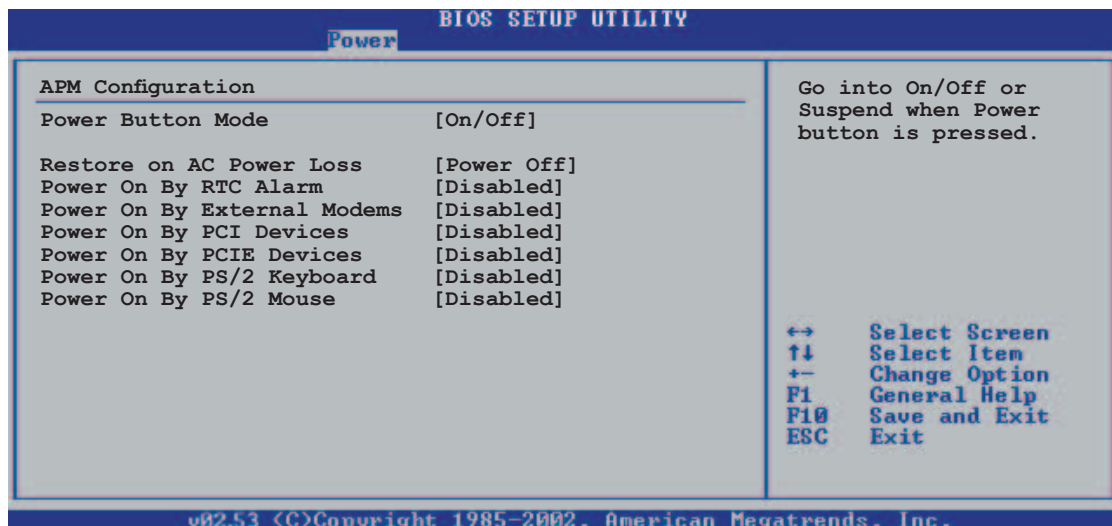 BIOS SETUP UTILITY
Power
APM Configuration
Power Button Mode [On/Off]
Restore on AC Power Loss [Power Off]
Power On By RTC Alarm [Disabled]
Power On By External Modems [Disabled]
Power On By PCI Devices [Disabled]
Power On By PCIE Devices [Disabled]
Power On By PS/2 Keyboard [Disabled]
Power On By PS/2 Mouse [Disabled]
Go into On/Off or
Suspend when Power
button is pressed.
↔ Select Screen
↑↓ Select Item
+- Change Option
F1 General Help
F10 Save and Exit
ESC Exit
v02.53 (C)Copyright 1985-2002, American Megatrends, Inc.